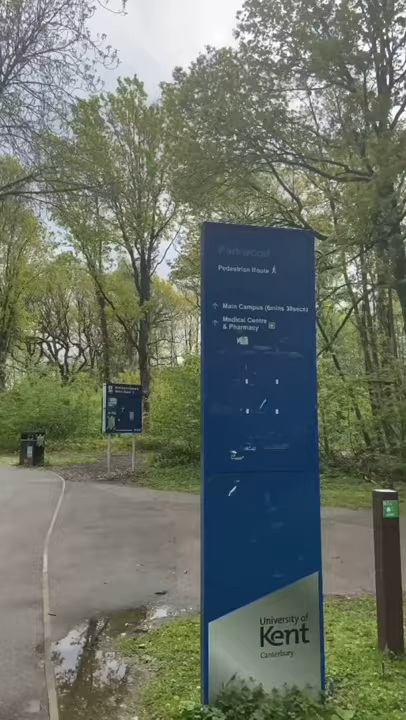 Parkwood
Pedestrian Route
Main Campus (6mins 30secs)
Medical Centre
& Pharmacy
University of
Kent
Canterbury